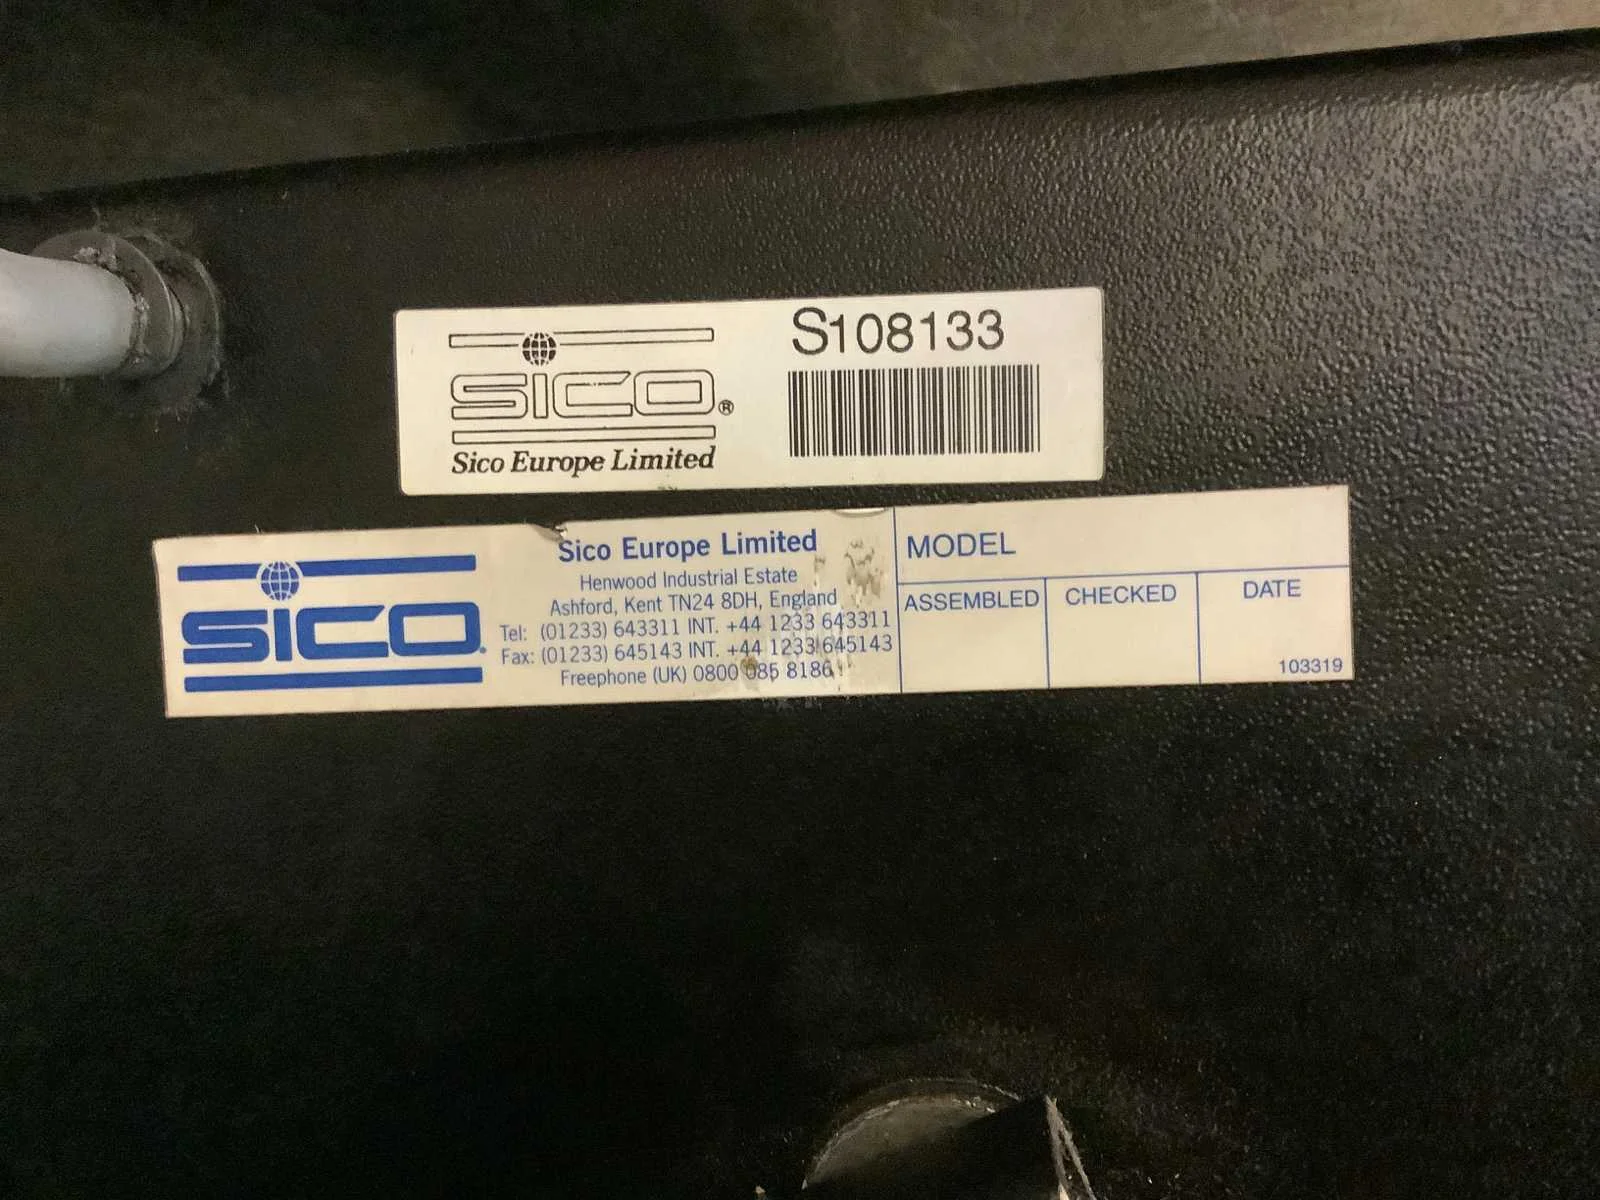 SICO®
S108133
Sico Europe Limited
SICO.
Sico Europe Limited
Henwood Industrial Estate
Ashford, Kent TN24 8DH, England
Tel: (01233) 643311 INT. +44 1233 643311
Fax: (01233) 645143 INT. +44 1233 645143
Freephone (UK) 0800 085 8186
MODEL
ASSEMBLED CHECKED DATE
103319